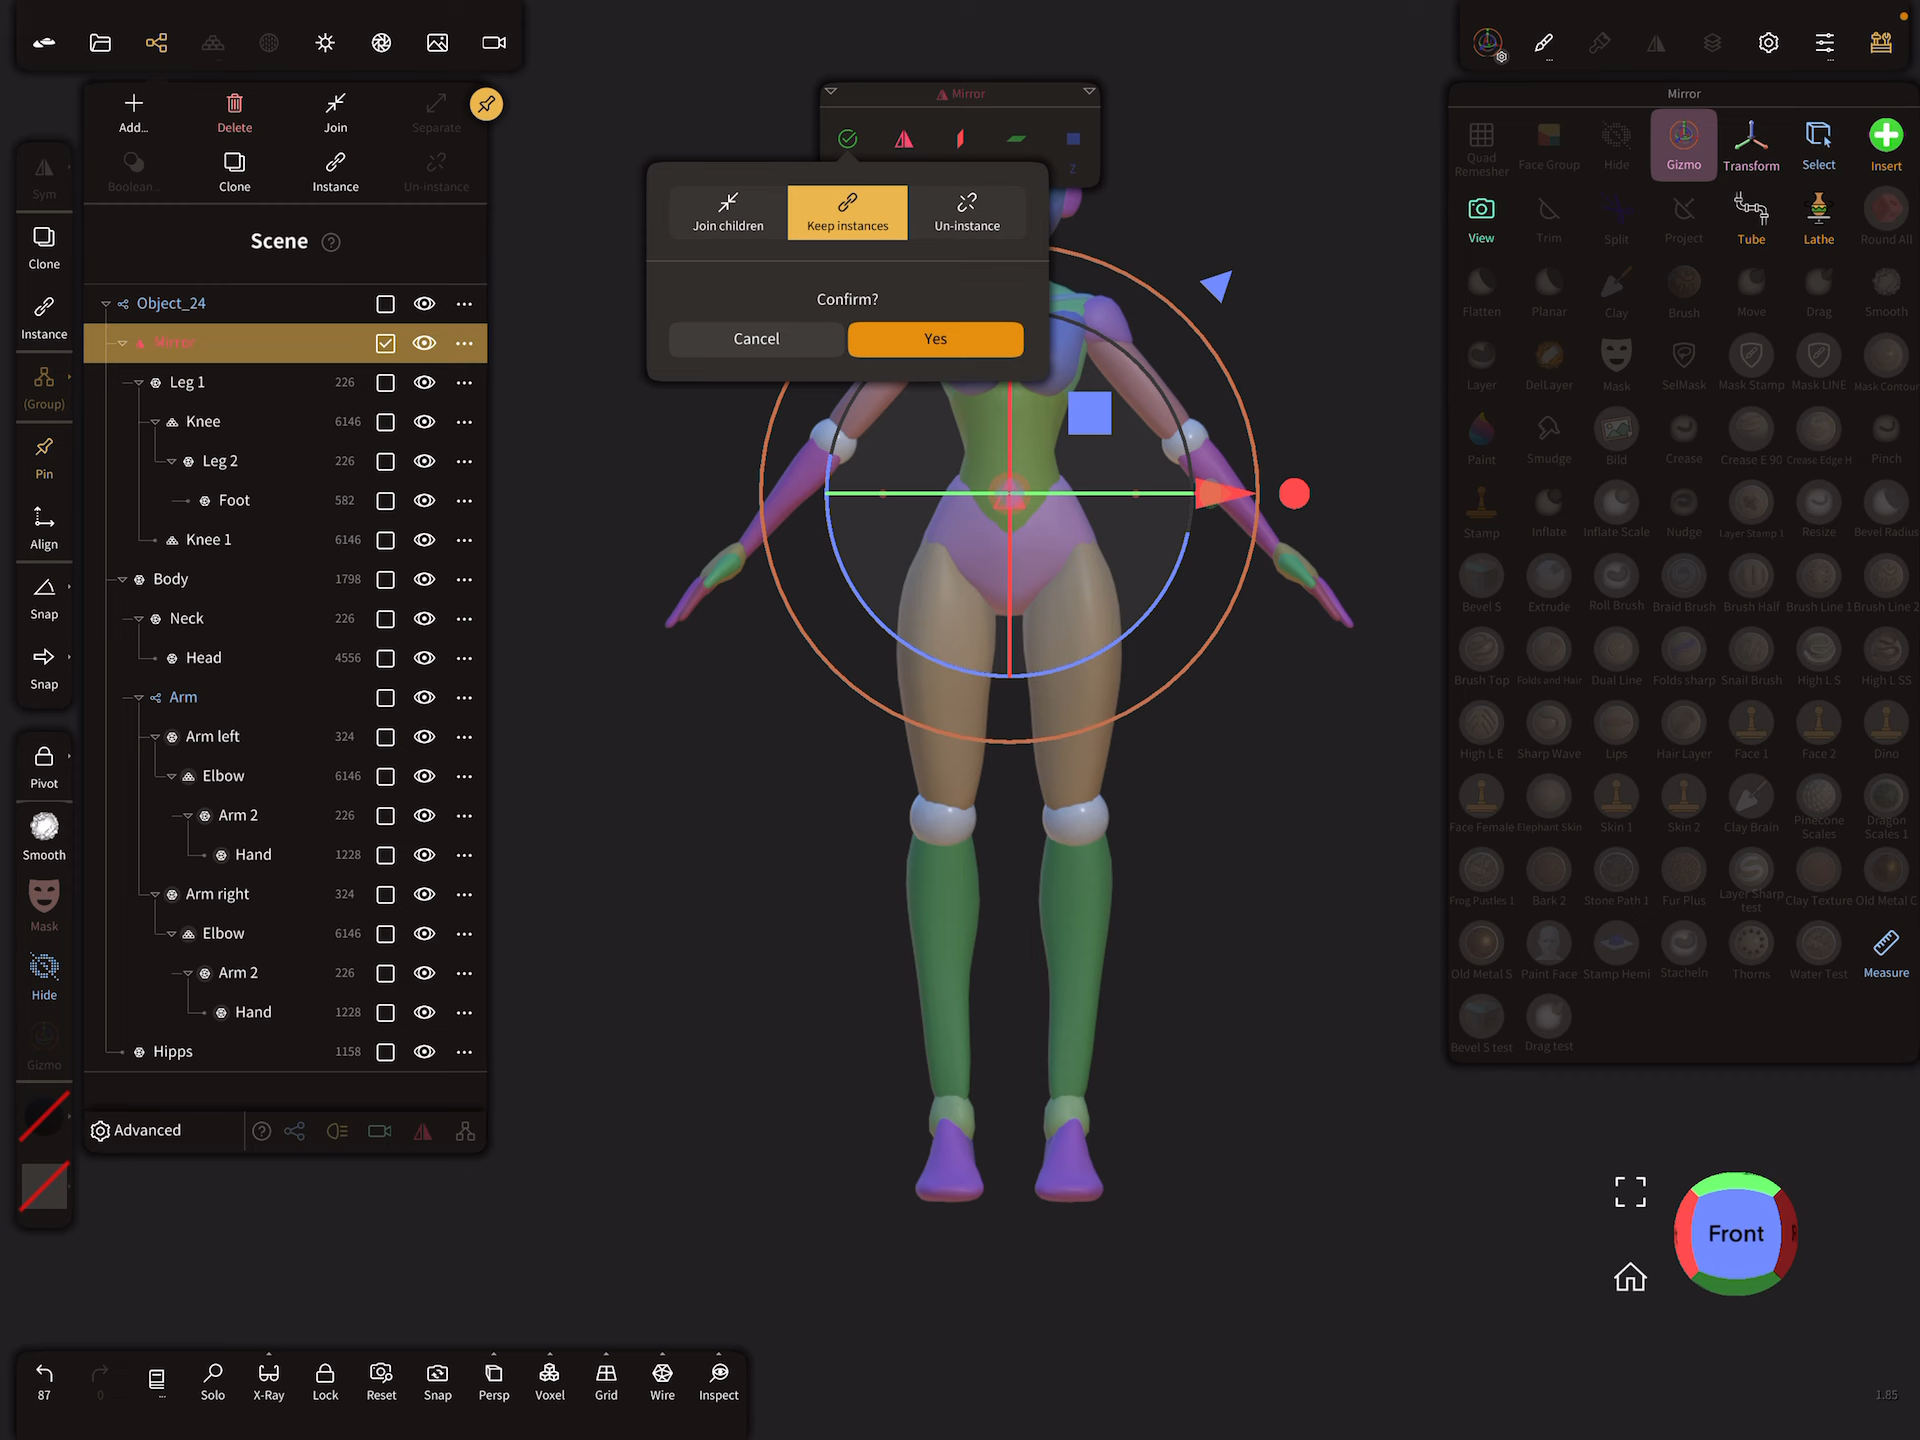 Add...
Delete
Join
Separate
Boolean...
Clone
Instance
Un-instance
Scene ?
Object_24
Mirror
Leg 1 226
Knee 6146
Leg 2 226
Foot 582
Knee 1 6146
Body 1798
Neck 226
Head 4556
Arm
Arm left 324
Elbow 6146
Arm 2 226
Hand 1228
Arm right 324
Elbow 6146
Arm 2 226
Hand 1228
Hipps 1158
Advanced ?
Sym
Clone
Instance
(Group)
Pin
Align
Snap
Snap
Pivot
Smooth
Mask
Hide
Gizmo
Mirror
Z
Join children
Keep instances
Un-instance
Confirm?
Cancel
Yes
Mirror
Quad Remesher
Face Group
Hide
Gizmo
Transform
Select
Insert
View
Trim
Split
Project
Tube
Lathe
Round All
Flatten
Planar
Clay
Brush
Move
Drag
Smooth
Layer
DelLayer
Mask
SelMask
Mask Stamp
Mask LINE
Mask Contour
Paint
Smudge
Bild
Crease
Crease E 90
Crease Edge H
Pinch
Stamp
Inflate
Inflate Scale
Nudge
Layer Stamp 1
Resize
Bevel Radius
Bevel S
Extrude
Roll Brush
Braid Brush
Brush Half
Brush Line 1
Brush Line 2
Brush Top
Folds and Hair
Dual Line
Folds sharp
Snail Brush
High L S
High L SS
High L E
Sharp Wave
Lips
Hair Layer
Face 1
Face 2
Dino
Face Female
Elephant Skin
Skin 1
Skin 2
Clay Brain
Pinecone Scales
Dragon Scales 1
Frog Pustles 1
Bark 2
Stone Path 1
Fur Plus
Layer Sharp test
Clay Texture
Old Metal C
Old Metal S
Paint Face
Stamp Hemi
Stacheln
Thorns
Water Test
Measure
Bevel S test
Drag test
Front
87
0
Solo
X-Ray
Lock
Reset
Snap
Persp
Voxel
Grid
Wire
Inspect
1.85